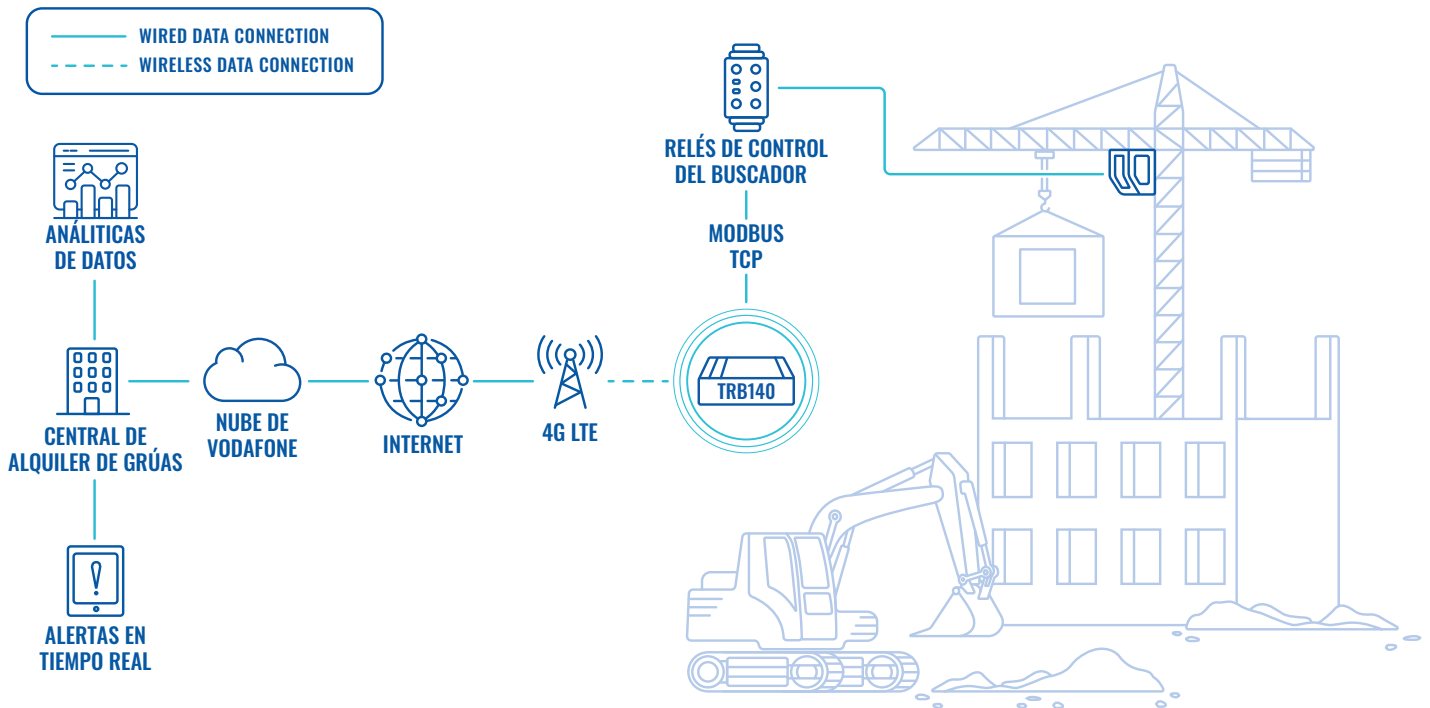 WIRED DATA CONNECTION
WIRELESS DATA CONNECTION
RELÉS DE CONTROL
DEL BUSCADOR
MODBUS
TCP
ANÁLITICAS
DE DATOS
TRB140
CENTRAL DE
ALQUILER DE GRÚAS
NUBE DE
VODAFONE
INTERNET
4G LTE
ALERTAS EN
TIEMPO REAL